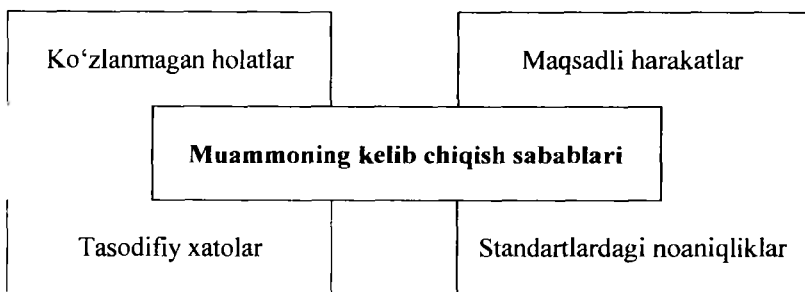 Ko‘zlanmagan holatlar
Maqsadli harakatlar
Muammoning kelib chiqish sabablari
Tasodifiy xatolar
Standartlardagi noaniqliklar